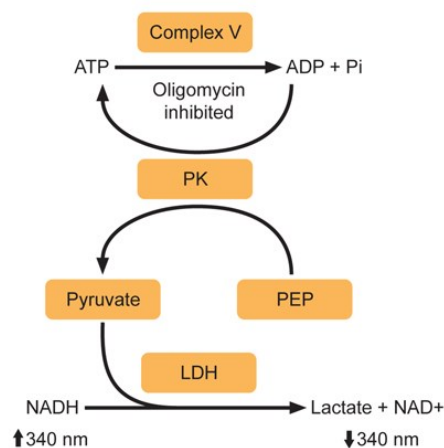 Complex V
ATP
ADP + Pi
Oligomycin
inhibited
PK
Pyruvate
PEP
LDH
NADH
Lactate + NAD+
⬆340 nm
⬇340 nm